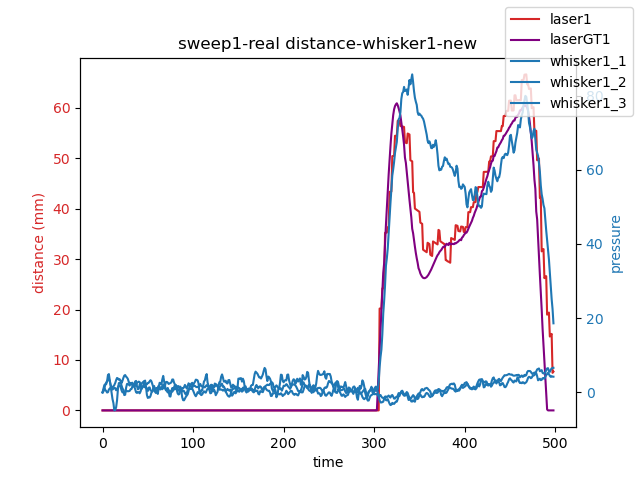 sweep1-real distance-whisker1-new
laser1
laserGT1
whisker1_1
whisker1_2
whisker1_3
distance (mm)
60
50
40
30
20
10
0
80
60
40
20
0
pressure
0 100 200 300 400 500
time